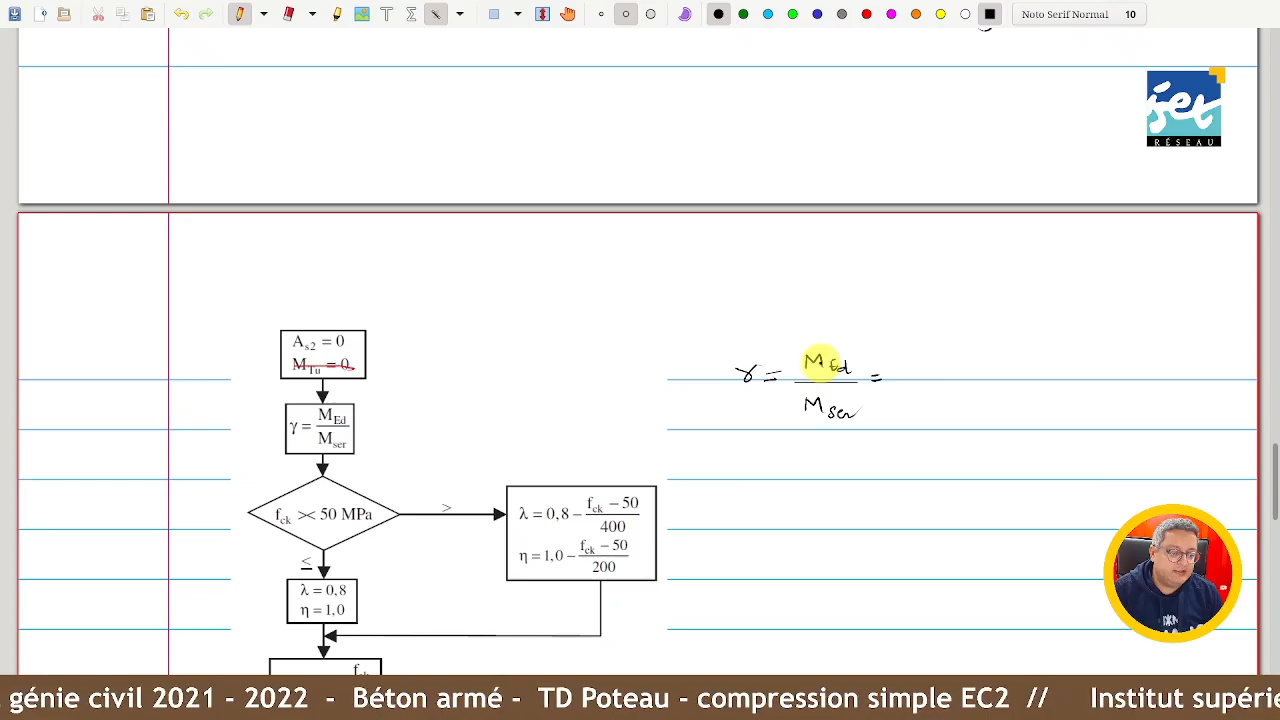 Noto Serif Normal 10
iset
RÉSEAU
A_s2 = 0
M_Tu = 0
γ = M_Ed / M_ser
f_ck >< 50 MPa
>
≤
λ = 0,8 - (f_ck - 50) / 400
η = 1,0 - (f_ck - 50) / 200
λ = 0,8
η = 1,0
f_ck
γ = M_Ed / M_ser =
génie civil 2021 - 2022 - Béton armé - TD Poteau - compression simple EC2 // Institut supérie